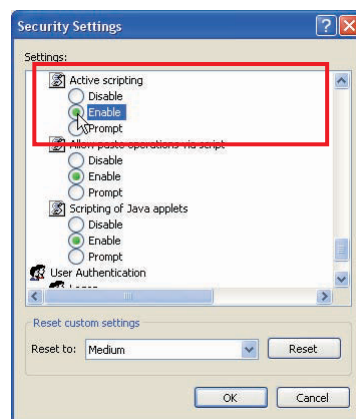 Security Settings
Settings:
Active scripting
Disable
Enable
Prompt
Allow paste operations via script
Disable
Enable
Prompt
Scripting of Java applets
Disable
Enable
Prompt
User Authentication
Logon
Reset custom settings
Reset to: Medium Reset
OK Cancel